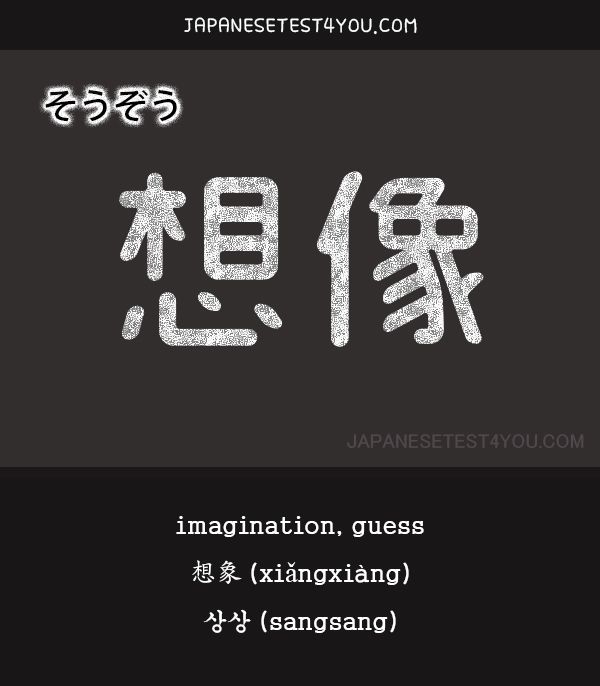 JAPANESETEST4YOU.COM
そうぞう
想像
JAPANESETEST4YOU.COM
imagination, guess
想象 (xiǎngxiàng)
상상 (sangsang)